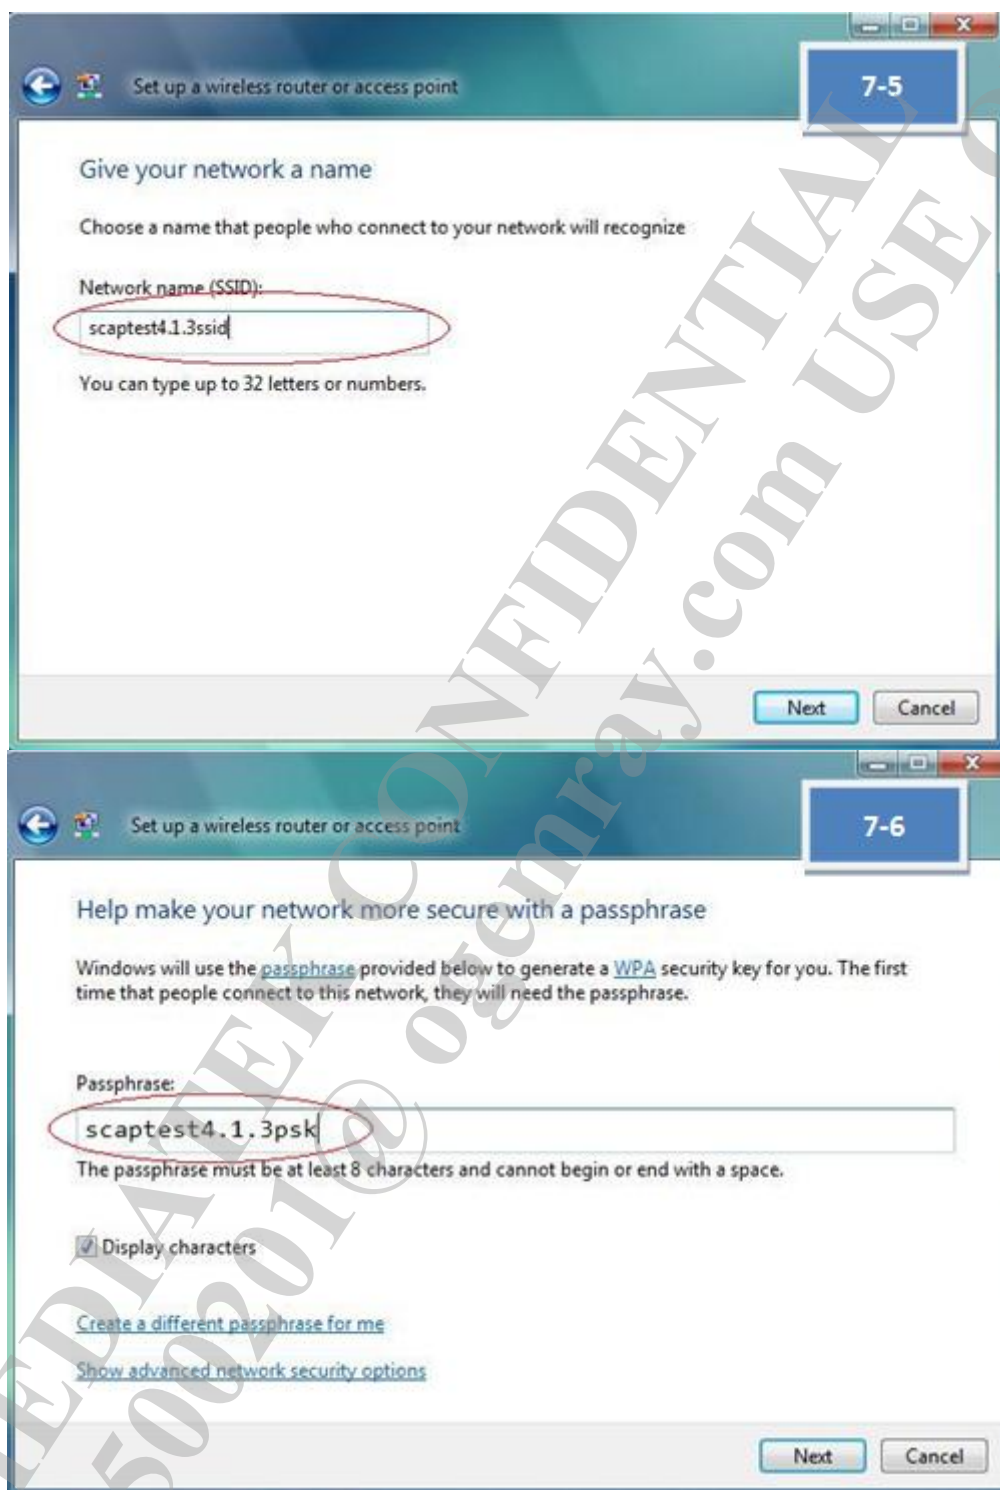 Set up a wireless router or access point
7-5
Give your network a name
Choose a name that people who connect to your network will recognize
Network name (SSID):
scaptest4.1.3ssid
You can type up to 32 letters or numbers.
Next
Cancel
Set up a wireless router or access point
7-6
Help make your network more secure with a passphrase
Windows will use the passphrase provided below to generate a WPA security key for you. The first
time that people connect to this network, they will need the passphrase.
Passphrase:
scaptest4.1.3psk
The passphrase must be at least 8 characters and cannot begin or end with a space.
Display characters
Create a different passphrase for me
Show advanced network security options
Next
Cancel
EDIATEK CONFIDENTIAL
500201@ogemray.com USE